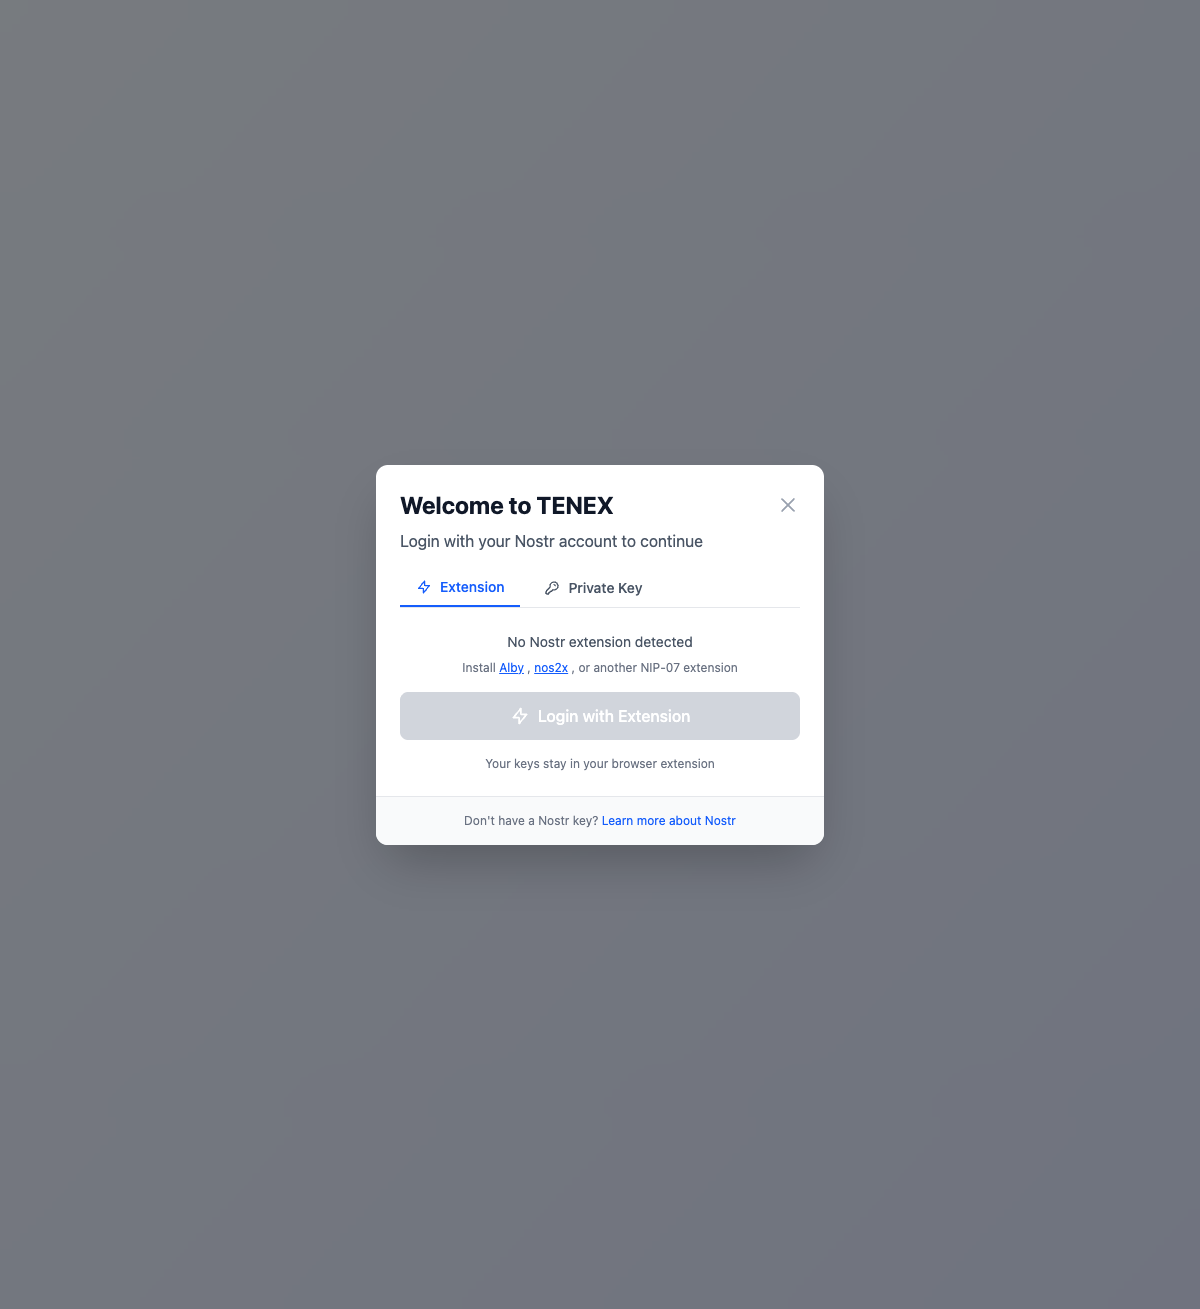 Welcome to TENEX
Login with your Nostr account to continue
Extension
Private Key
No Nostr extension detected
Install Alby , nos2x , or another NIP-07 extension
Login with Extension
Your keys stay in your browser extension
Don't have a Nostr key? Learn more about Nostr